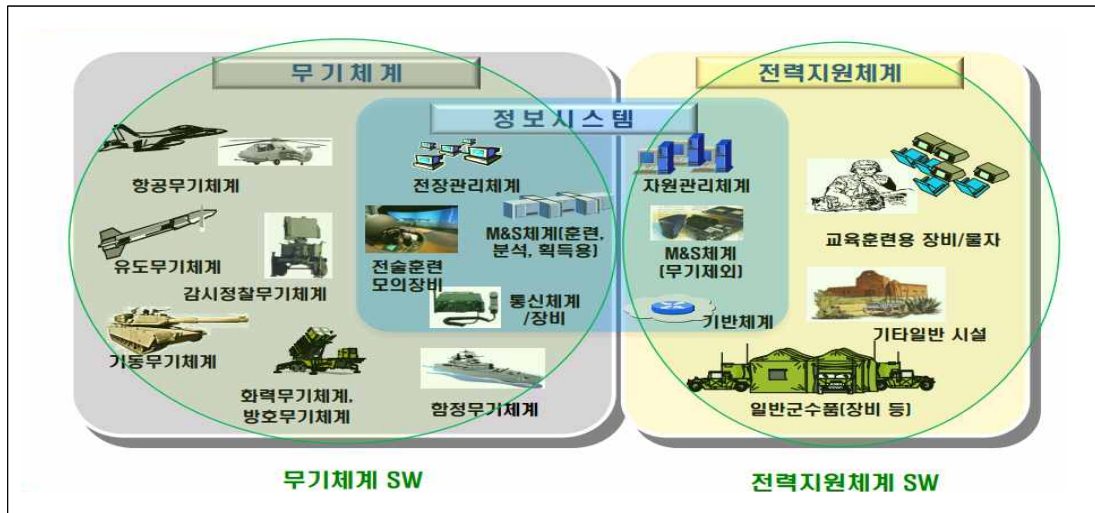 무기체계
전력지원체계
정보시스템
항공무기체계
전장관리체계
자원관리체계
유도무기체계
감시정찰무기체계
전술훈련
모의장비
M&S체계(훈련,
분석, 획득용)
M&S체계
(무기제외)
교육훈련용 장비/물자
통신체계
/장비
기반체계
기타일반 시설
기동무기체계
화력무기체계,
방호무기체계
함정무기체계
일반군수품(장비 등)
무기체계 SW
전력지원체계 SW